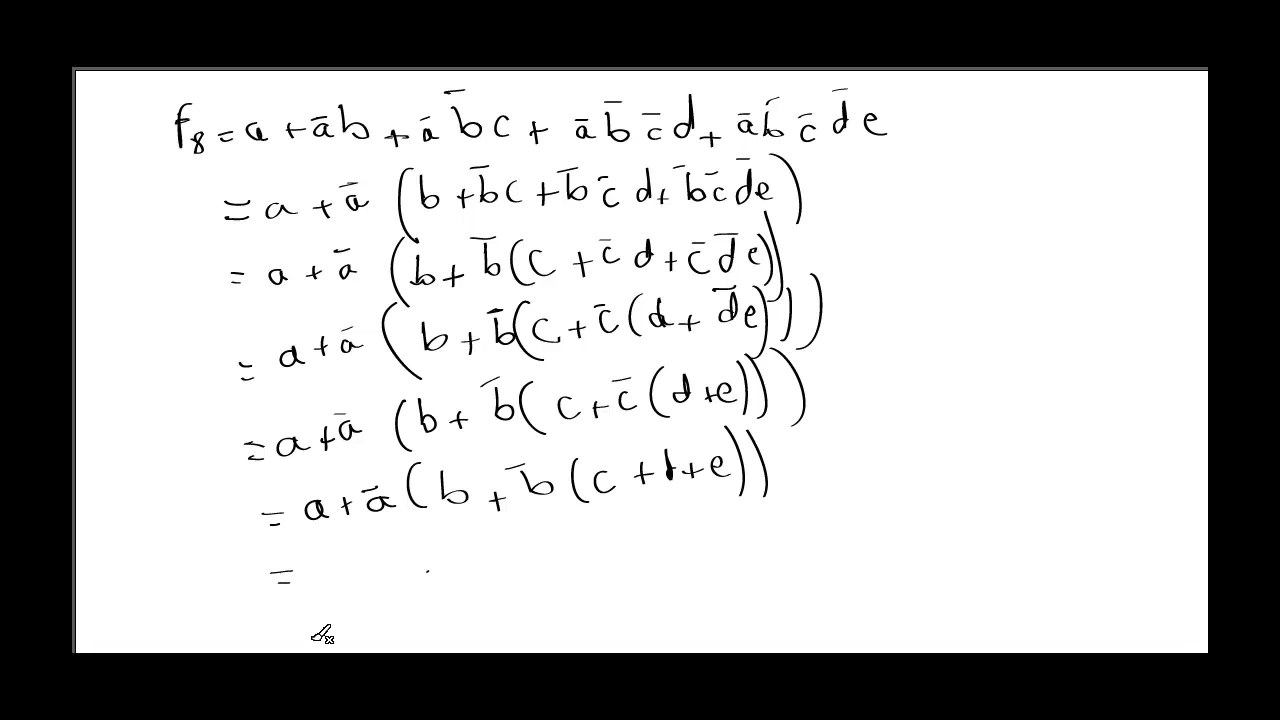 f₈ = a + āb + āb̄c + āb̄c̄d + āb̄c̄d̄e
= a + ā (b + b̄c + b̄c̄d + b̄c̄d̄e)
= a + ā (b + b̄(c + c̄d + c̄d̄e))
= a + ā (b + b̄(c + c̄(d + d̄e)))
= a + ā (b + b̄(c + c̄(d + e)))
= a + ā (b + b̄(c + d + e))
=